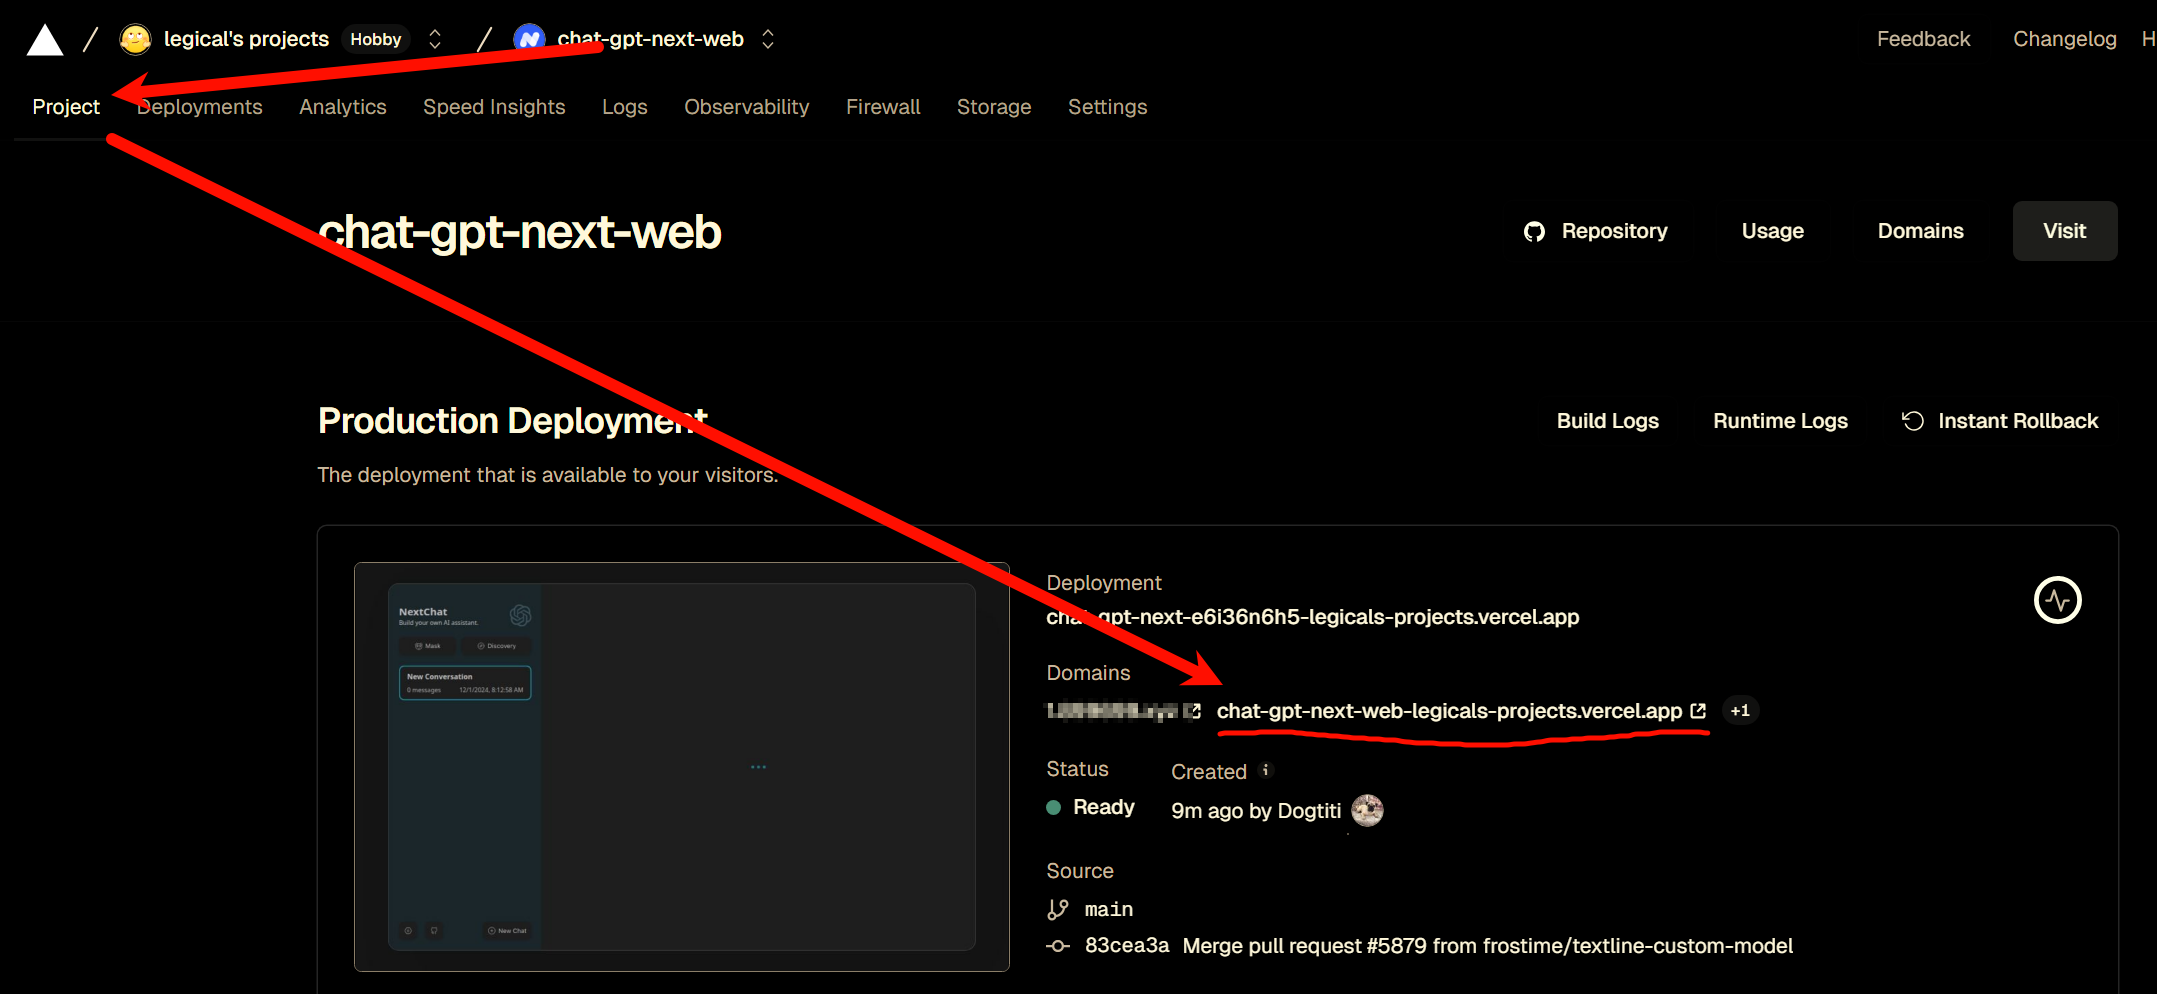 legical's projects Hobby / chat-gpt-next-web
Feedback Changelog H
Project Deployments Analytics Speed Insights Logs Observability Firewall Storage Settings
chat-gpt-next-web
Repository Usage Domains Visit
Production Deployment
Build Logs Runtime Logs Instant Rollback
The deployment that is available to your visitors.
NextChat
Build your own AI assistant.
Mask Discovery
New Conversation
0 messages 12/1/2024, 8:12:58 AM
New Chat
Deployment
chat-gpt-next-e6i36n6h5-legicals-projects.vercel.app
Domains
chat-gpt-next-web-legicals-projects.vercel.app +1
Status Created
Ready 9m ago by Dogtiti
Source
main
83cea3a Merge pull request #5879 from frostime/textline-custom-model